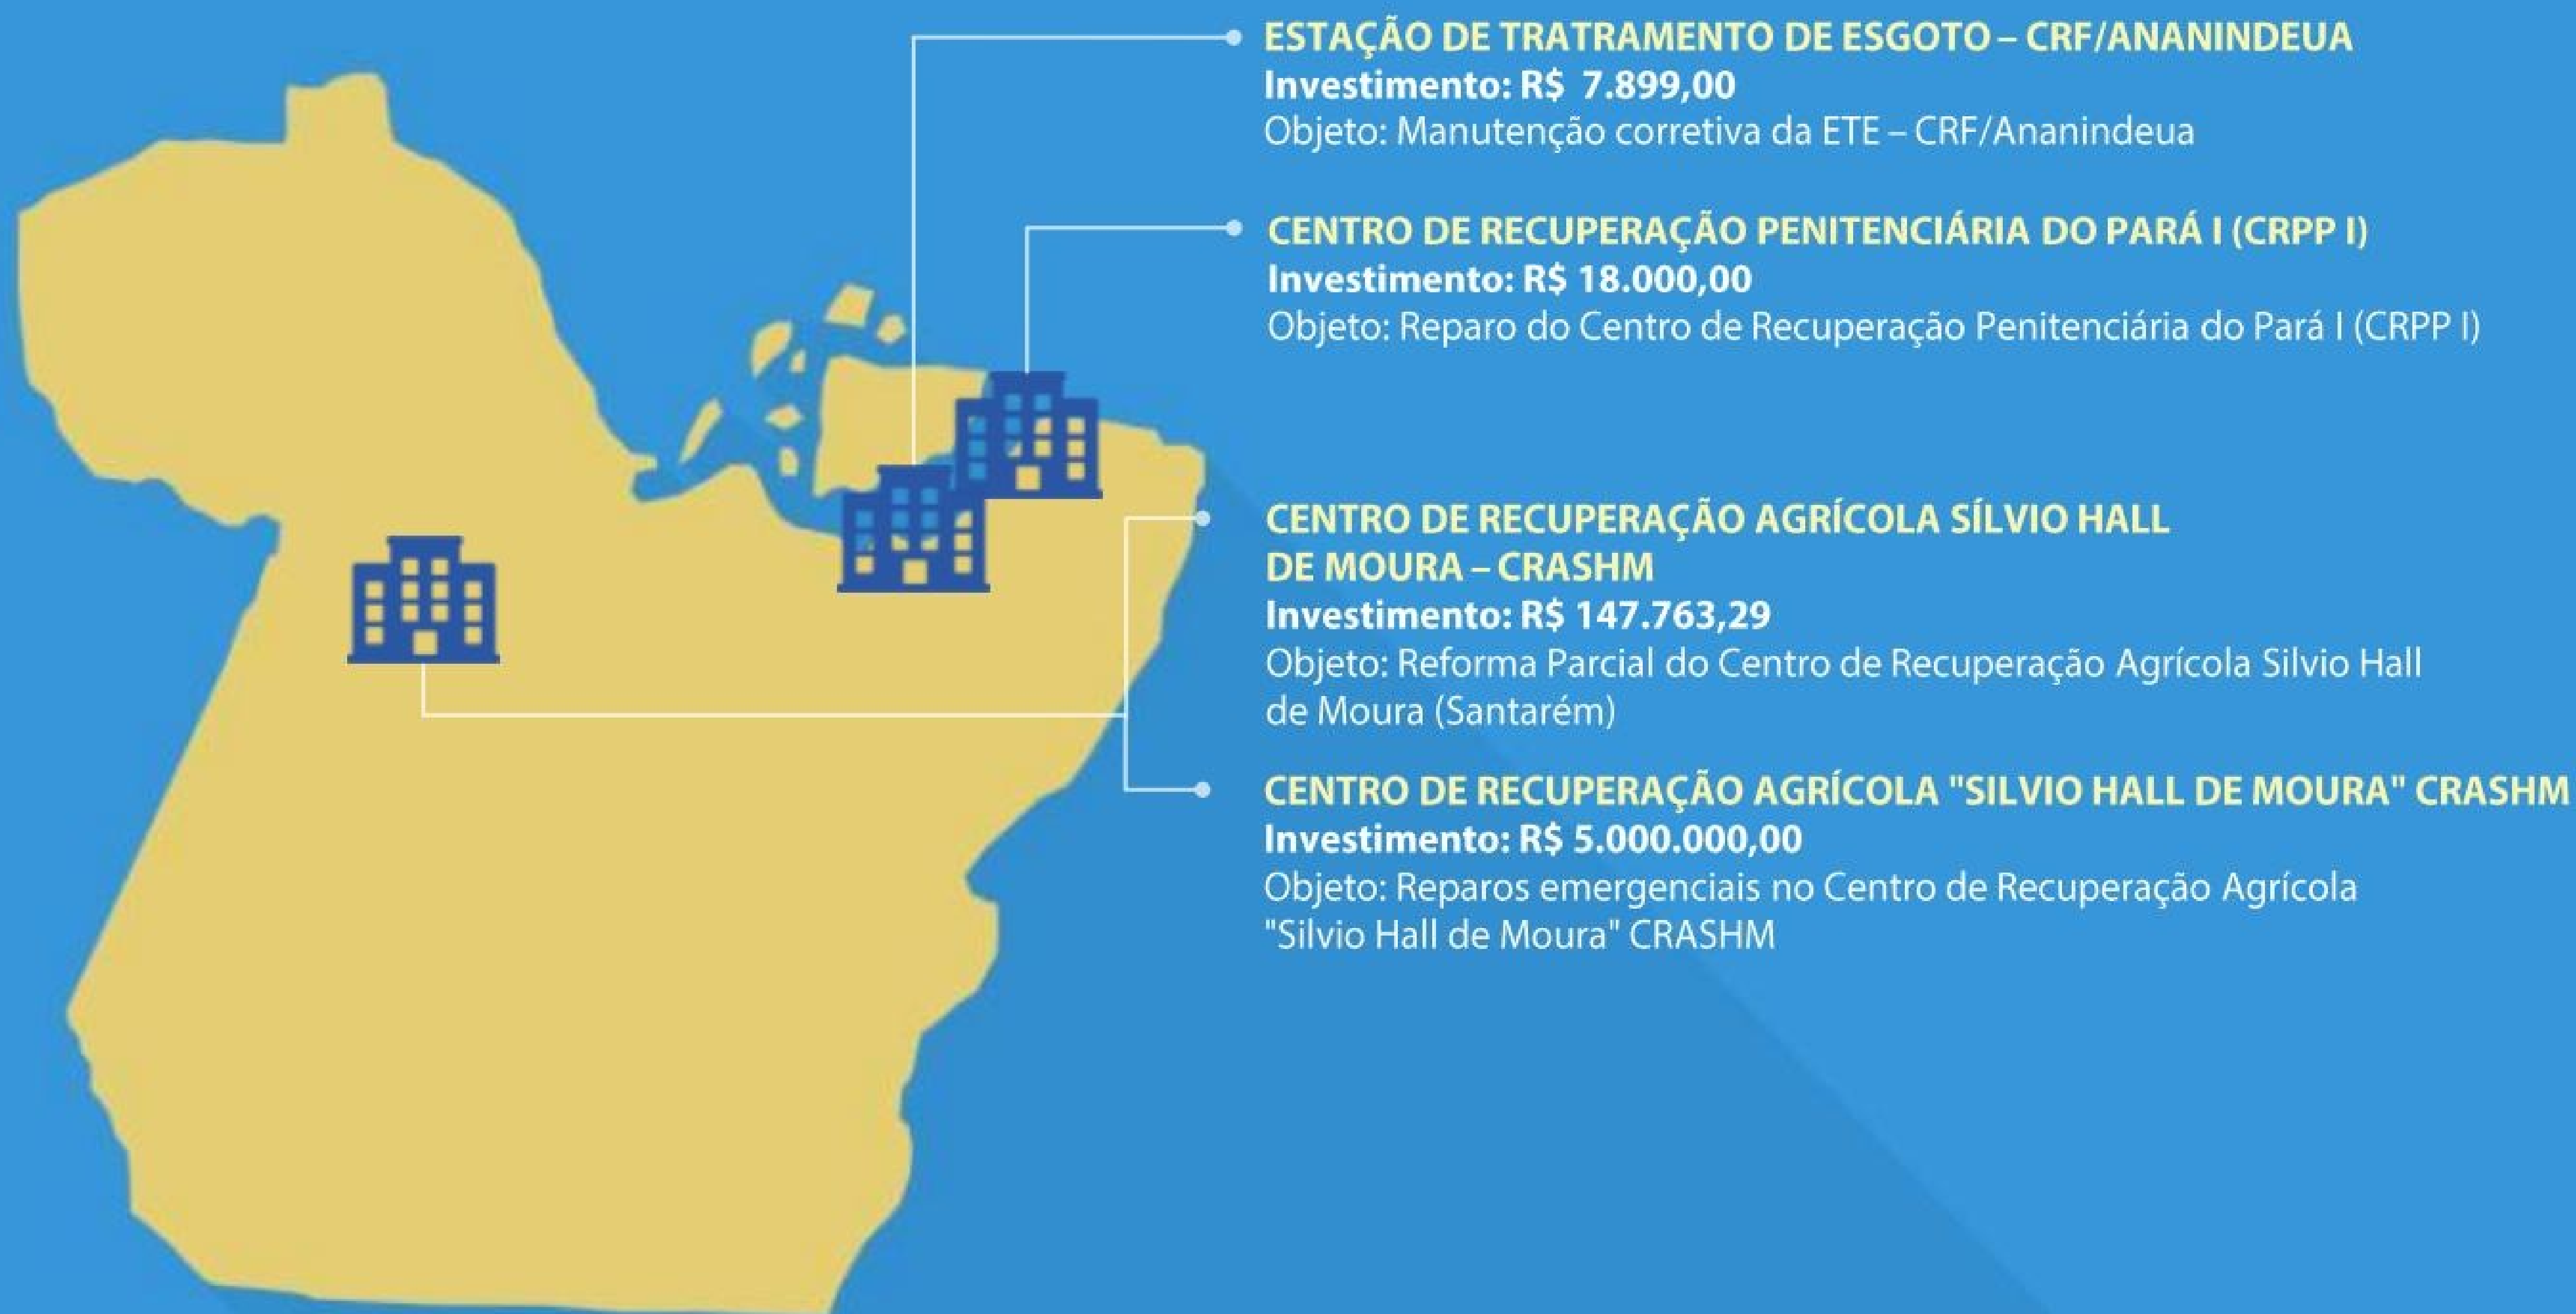 ESTAÇÃO DE TRATRAMENTO DE ESGOTO – CRF/ANANINDEUA
Investimento: R$ 7.899,00
Objeto: Manutenção corretiva da ETE – CRF/Ananindeua
CENTRO DE RECUPERAÇÃO PENITENCIÁRIA DO PARÁ I (CRPP I)
Investimento: R$ 18.000,00
Objeto: Reparo do Centro de Recuperação Penitenciária do Pará I (CRPP I)
CENTRO DE RECUPERAÇÃO AGRÍCOLA SÍLVIO HALL
DE MOURA – CRASHM
Investimento: R$ 147.763,29
Objeto: Reforma Parcial do Centro de Recuperação Agrícola Silvio Hall
de Moura (Santarém)
CENTRO DE RECUPERAÇÃO AGRÍCOLA "SILVIO HALL DE MOURA" CRASHM
Investimento: R$ 5.000.000,00
Objeto: Reparos emergenciais no Centro de Recuperação Agrícola
"Silvio Hall de Moura" CRASHM